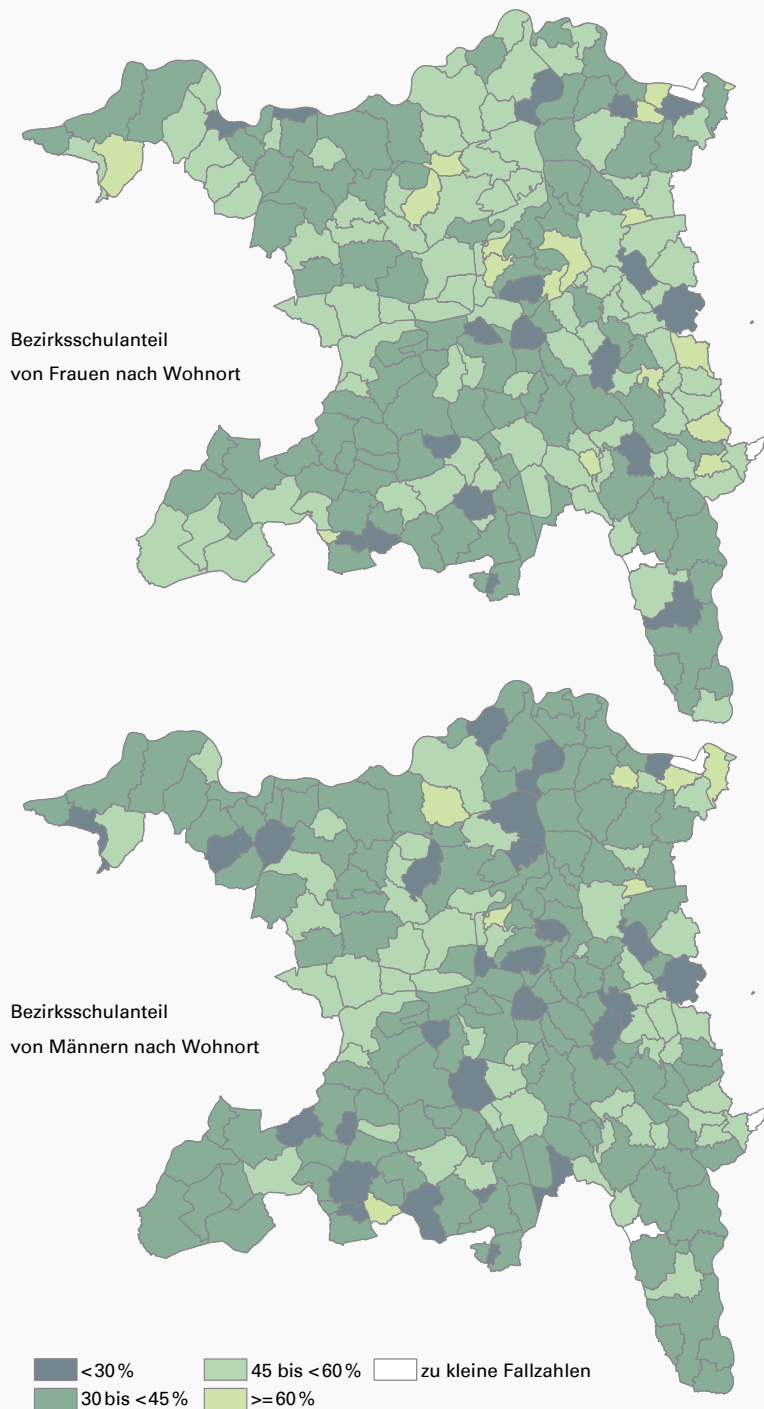 Bezirksschulanteil
von Frauen nach Wohnort
Bezirksschulanteil
von Männern nach Wohnort
<30% 45 bis <60% zu kleine Fallzahlen
30 bis <45% >=60%